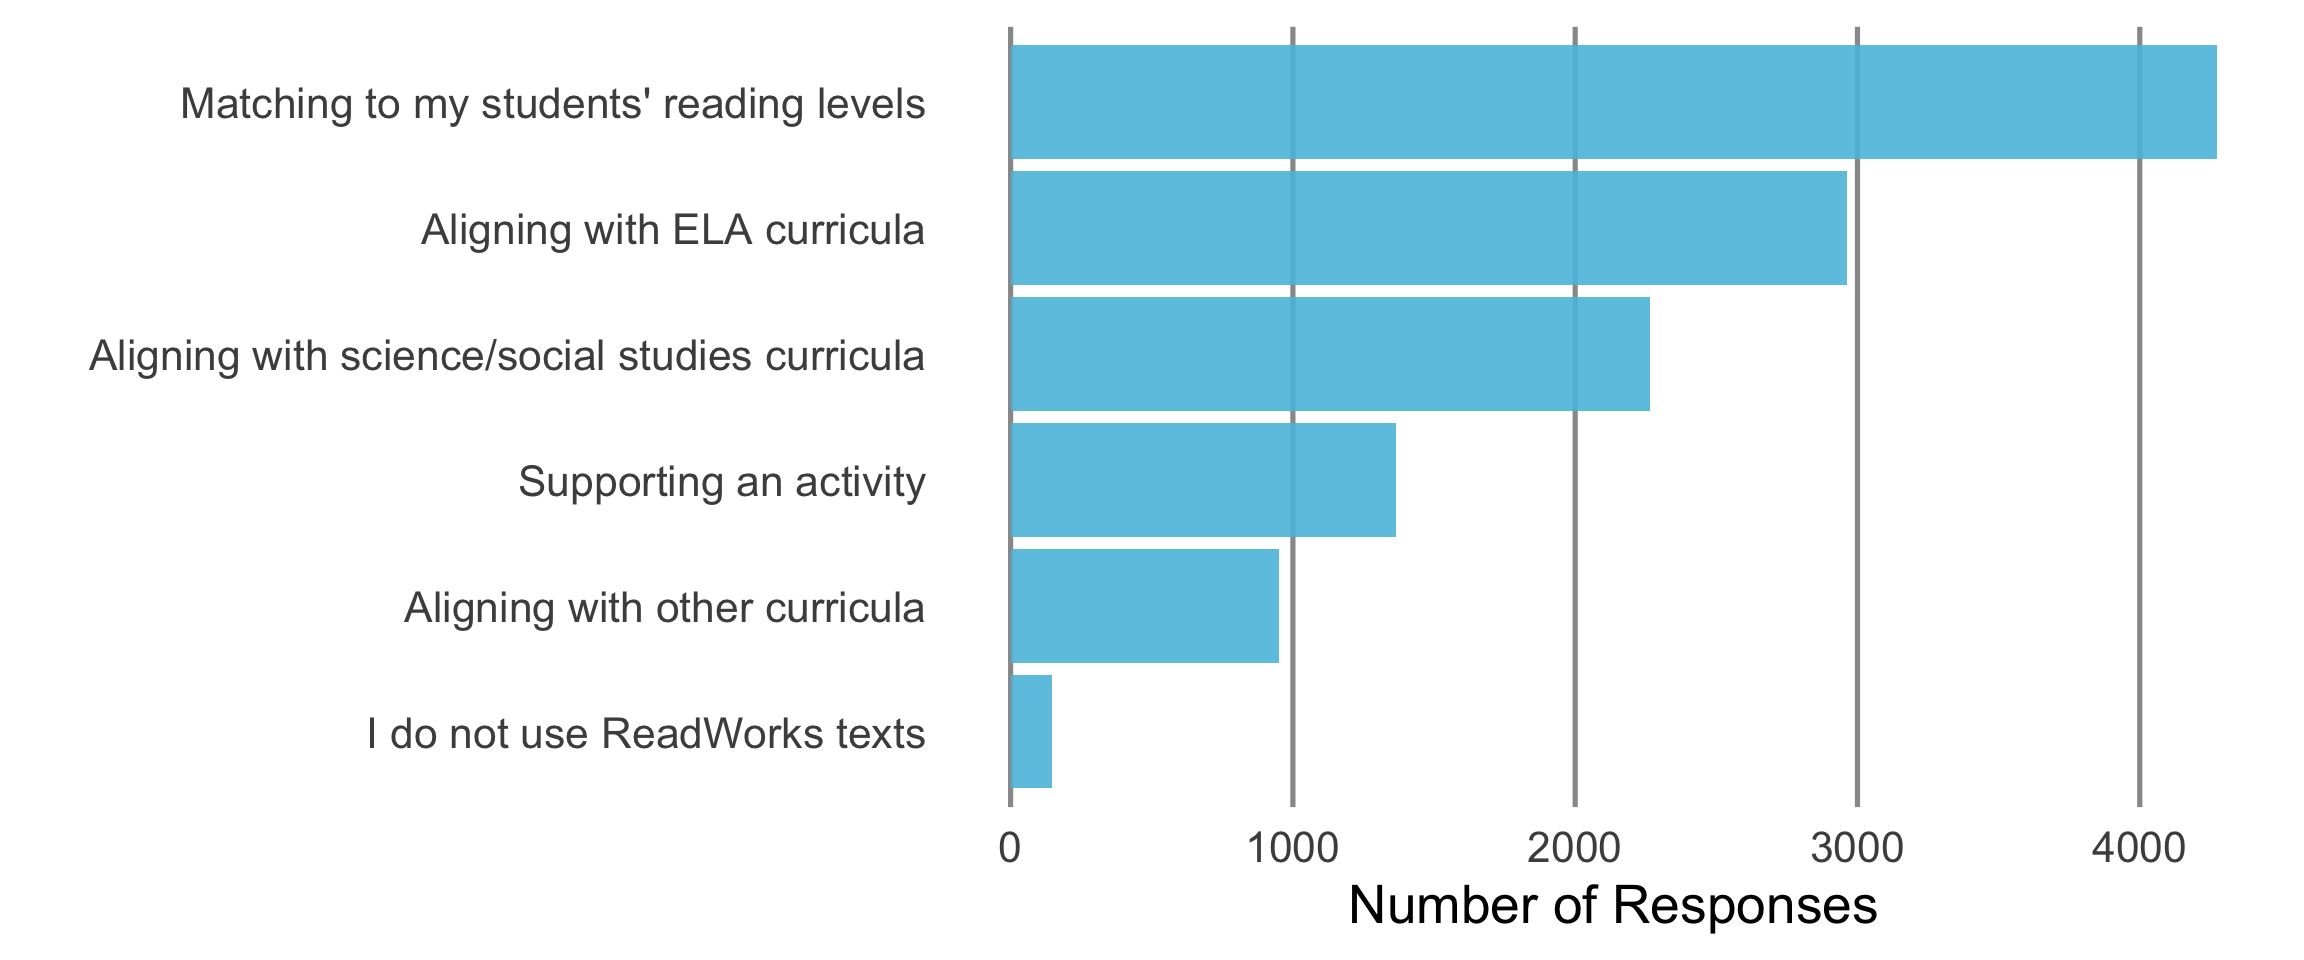 Matching to my students' reading levels
Aligning with ELA curricula
Aligning with science/social studies curricula
Supporting an activity
Aligning with other curricula
I do not use ReadWorks texts
0 1000 2000 3000 4000
Number of Responses